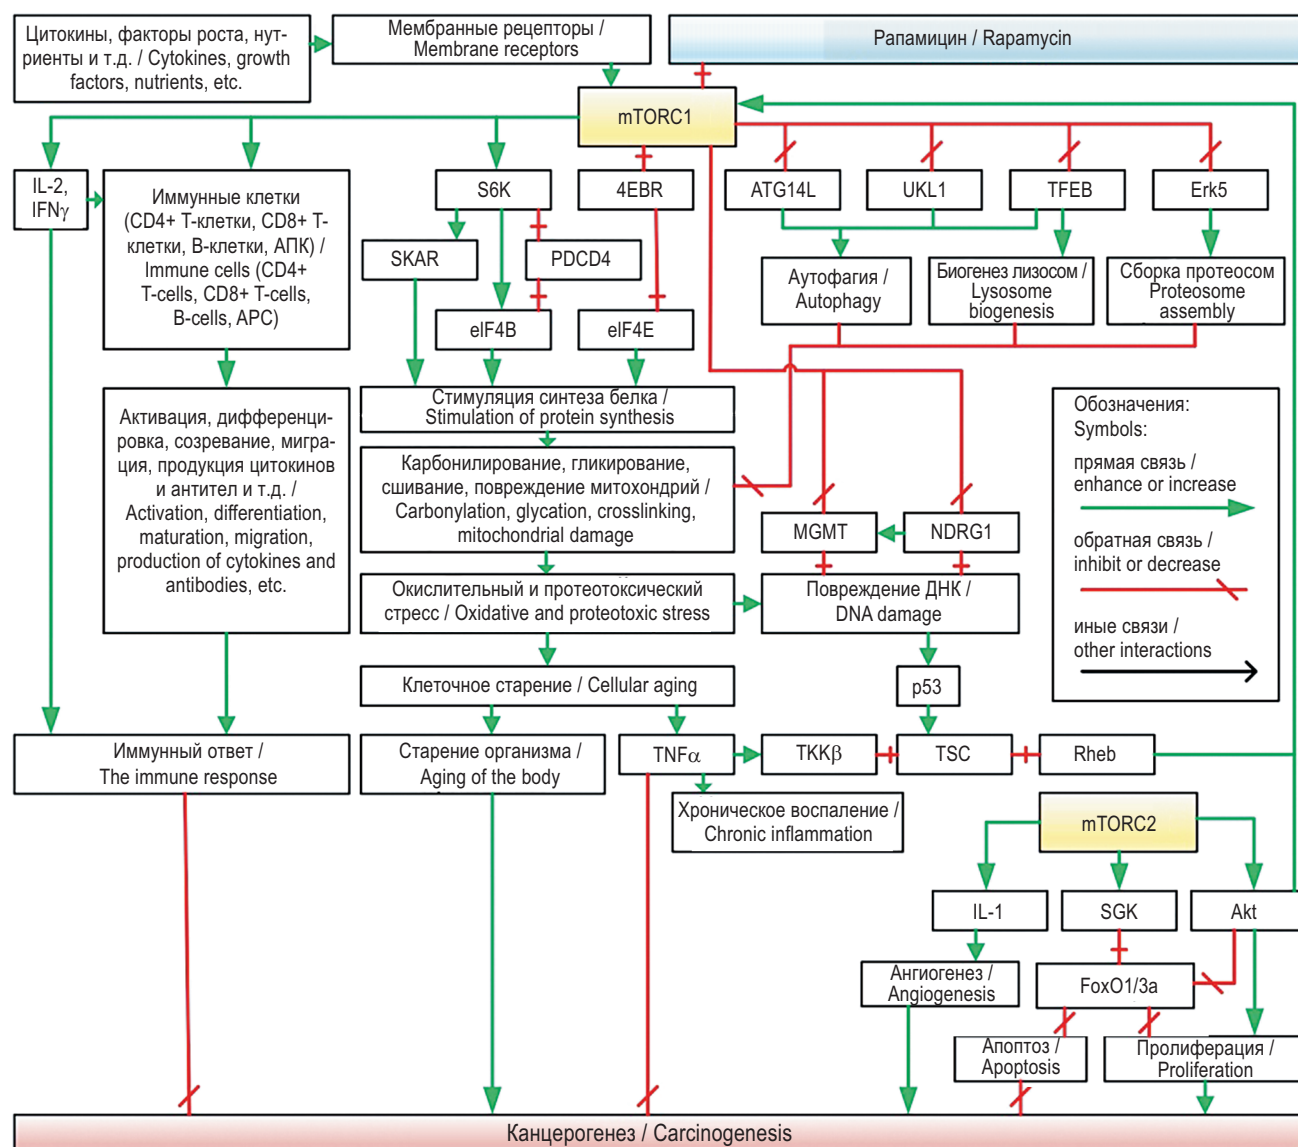 Цитокины, факторы роста, нут-
риенты и т.д. / Cytokines, growth
factors, nutrients, etc.
Мембранные рецепторы /
Membrane receptors
Рапамицин / Rapamycin
mTORC1
IL-2,
IFNγ
Иммунные клетки
(CD4+ Т-клетки, CD8+ Т-
клетки, В-клетки, АПК) /
Immune cells (CD4+
T-cells, CD8+ T-cells,
B-cells, APC)
S6K
4EBR
ATG14L
UKL1
TFEB
Erk5
SKAR
PDCD4
eIF4B
eIF4E
Аутофагия /
Autophagy
Биогенез лизосом /
Lysosome
biogenesis
Сборка протеосом
Proteosome
assembly
Активация, дифференци-
ровка, созревание, мигра-
ция, продукция цитокинов
и антител и т.д. /
Activation, differentiation,
maturation, migration,
production of cytokines and
antibodies, etc.
Стимуляция синтеза белка /
Stimulation of protein synthesis
Карбонилирование, гликирование,
сшивание, повреждение митохондрий /
Carbonylation, glycation, crosslinking,
mitochondrial damage
MGMT
NDRG1
Окислительный и протеотоксический
стресс / Oxidative and proteotoxic stress
Повреждение ДНК /
DNA damage
Обозначения:
Symbols:
прямая связь /
enhance or increase
обратная связь /
inhibit or decrease
иные связи /
other interactions
Клеточное старение / Cellular aging
p53
Иммунный ответ /
The immune response
Старение организма /
Aging of the body
TNFα
TKKβ
TSC
Rheb
Хроническое воспаление /
Chronic inflammation
mTORC2
IL-1
SGK
Akt
Ангиогенез /
Angiogenesis
FoxO1/3a
Апоптоз /
Apoptosis
Пролиферация /
Proliferation
Канцерогенез / Carcinogenesis